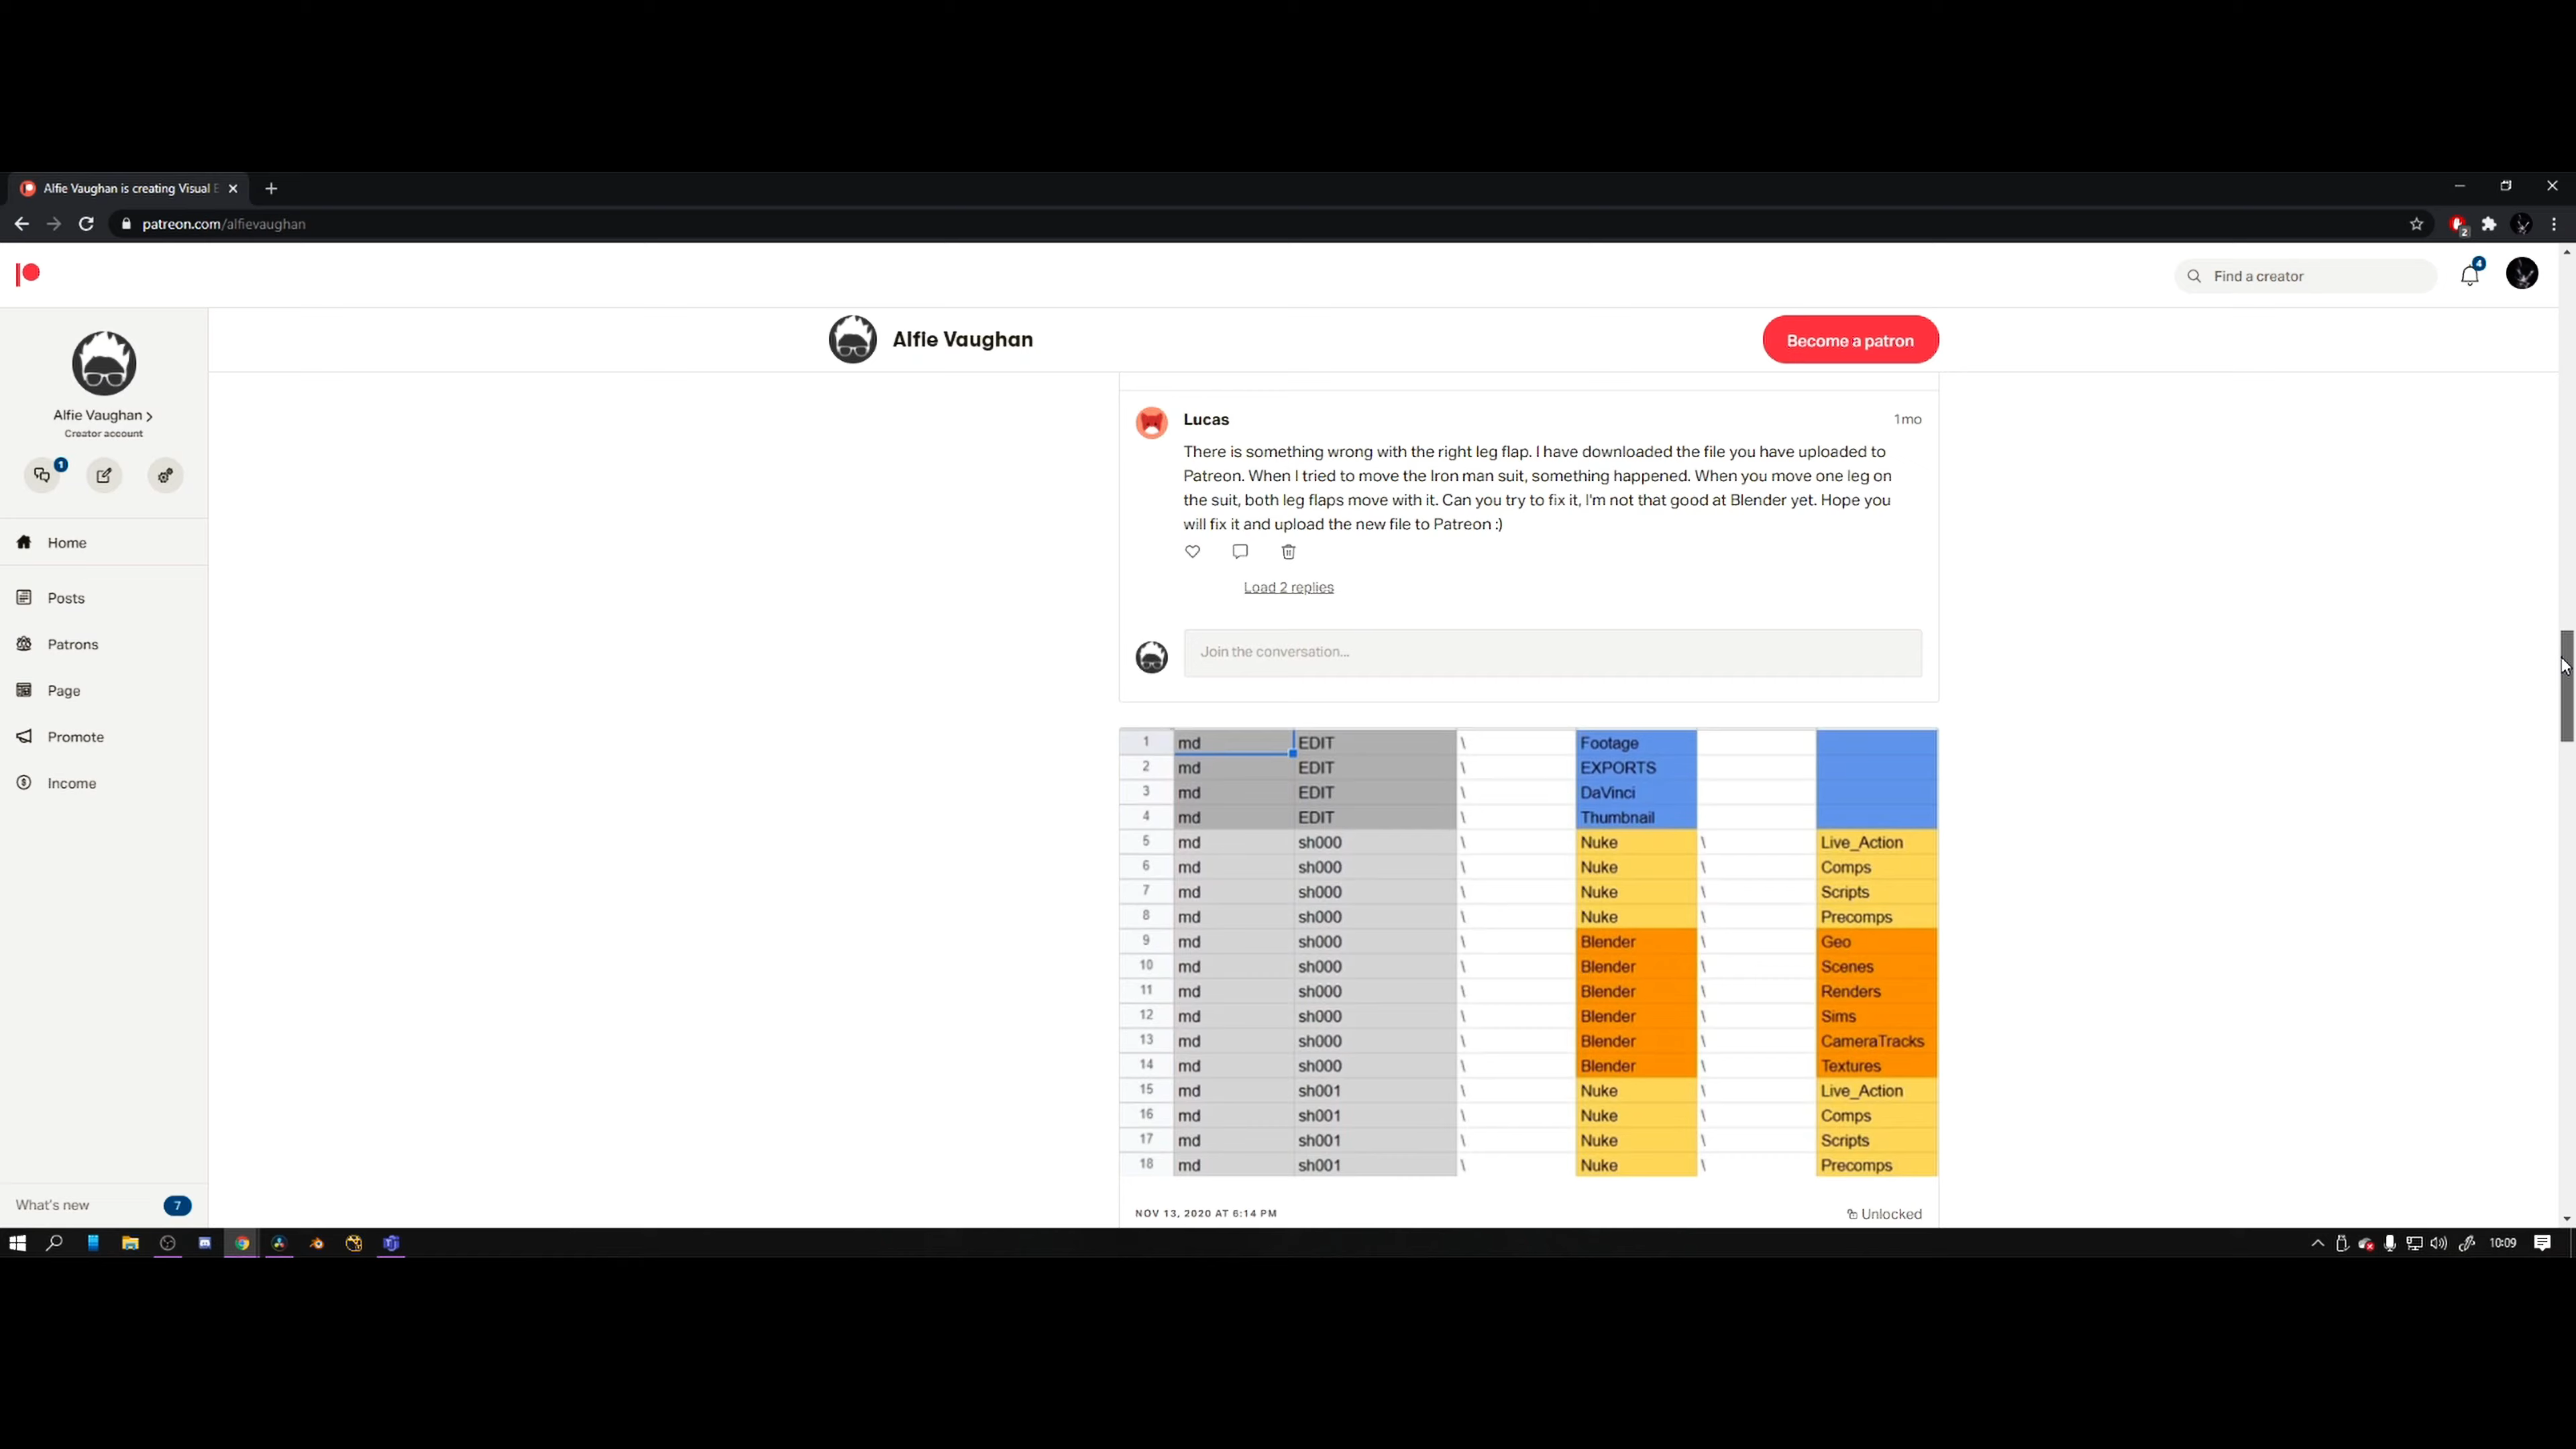 Alfie Vaughan is creating Visual E
patreon.com/alfievaughan
2
Find a creator
4
Alfie Vaughan
Become a patron
Alfie Vaughan
Creator account
1
Home
Posts
Patrons
Page
Promote
Income
What's new 7
Lucas 1mo
There is something wrong with the right leg flap. I have downloaded the file you have uploaded to
Patreon. When I tried to move the Iron man suit, something happened. When you move one leg on
the suit, both leg flaps move with it. Can you try to fix it, I'm not that good at Blender yet. Hope you
will fix it and upload the new file to Patreon :)
Load 2 replies
Join the conversation...
1 md EDIT \ Footage
2 md EDIT \ EXPORTS
3 md EDIT \ DaVinci
4 md EDIT \ Thumbnail
5 md sh000 \ Nuke \ Live_Action
6 md sh000 \ Nuke \ Comps
7 md sh000 \ Nuke \ Scripts
8 md sh000 \ Nuke \ Precomps
9 md sh000 \ Blender \ Geo
10 md sh000 \ Blender \ Scenes
11 md sh000 \ Blender \ Renders
12 md sh000 \ Blender \ Sims
13 md sh000 \ Blender \ CameraTracks
14 md sh000 \ Blender \ Textures
15 md sh001 \ Nuke \ Live_Action
16 md sh001 \ Nuke \ Comps
17 md sh001 \ Nuke \ Scripts
18 md sh001 \ Nuke \ Precomps
NOV 13, 2020 AT 6:14 PM
Unlocked
10:09